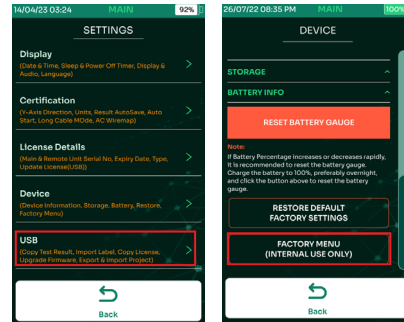 14/04/23 03:24 MAIN 92%
SETTINGS
Display
(Date & Time, Sleep & Power Off Timer, Display &
Audio, Language)
Certification
(Y-Axis Direction, Units, Result AutoSave, Auto
Start, Long Cable MOde, AC Wiremap)
License Details
(Main & Remote Unit Serial No, Expiry Date, Type,
Update License(USB))
Device
(Device Information, Storage, Battery, Restore,
Factory Menu)
USB
(Copy Test Result, Import Label, Copy License,
Upgrade Firmware, Export & Import Project)
Back
26/07/22 08:35 PM MAIN 100%
DEVICE
STORAGE
BATTERY INFO
RESET BATTERY GAUGE
Note:
If Battery Percentage increases or decreases rapidly,
It is recommended to reset the battery gauge.
Charge the battery to 100%, preferably overnight,
and click the button above to reset the battery
gauge.
RESTORE DEFAULT
FACTORY SETTINGS
FACTORY MENU
(INTERNAL USE ONLY)
Back